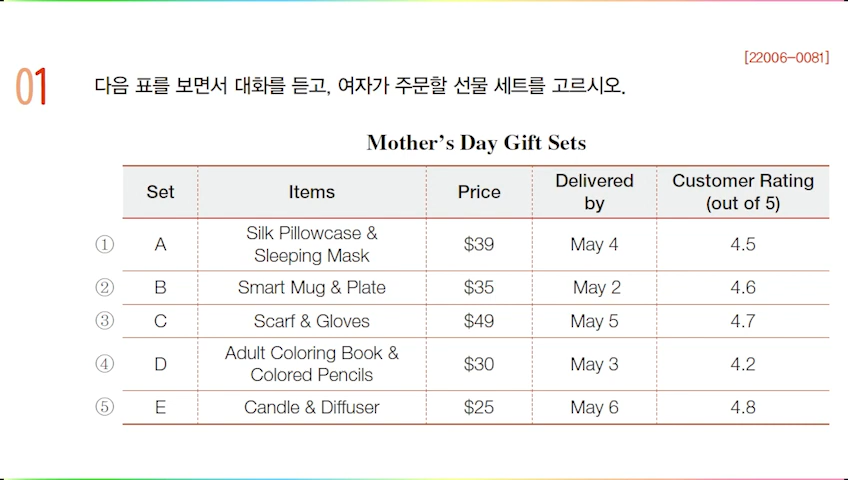 [22006-0081]
01 다음 표를 보면서 대화를 듣고, 여자가 주문할 선물 세트를 고르시오.
Mother's Day Gift Sets
Set Items Price Delivered by Customer Rating (out of 5)
① A Silk Pillowcase & Sleeping Mask $39 May 4 4.5
② B Smart Mug & Plate $35 May 2 4.6
③ C Scarf & Gloves $49 May 5 4.7
④ D Adult Coloring Book & Colored Pencils $30 May 3 4.2
⑤ E Candle & Diffuser $25 May 6 4.8